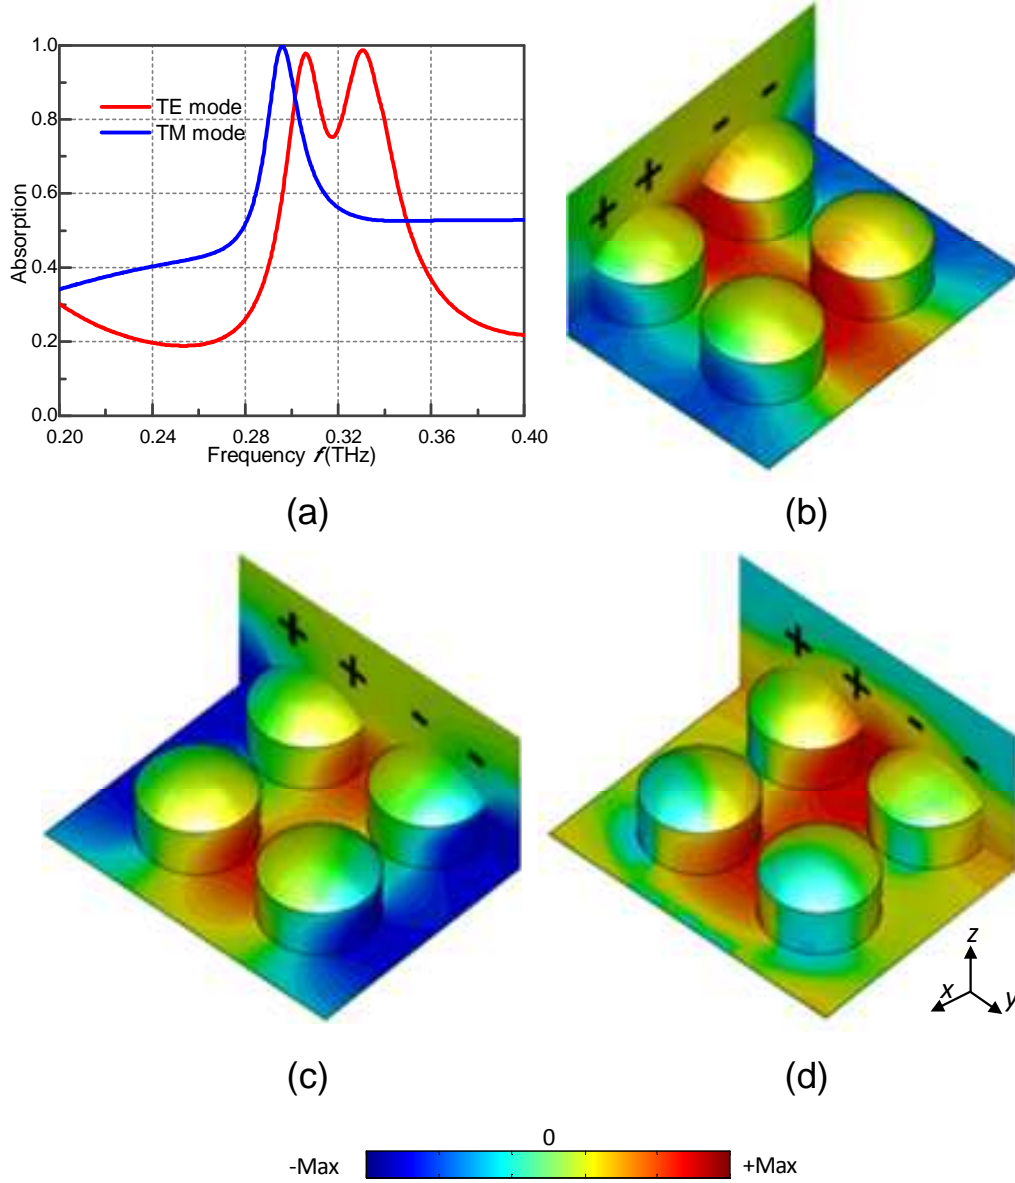 1.0
TE mode
TM mode
0.8
0.6
0.4
0.2
0.0
Absorption
0.20 0.24 0.28 0.32 0.36 0.40
Frequency f(THz)
+ + - -
(a) (b)
+ + - -
+ + - -
z
x
y
(c) (d)
0
-Max +Max